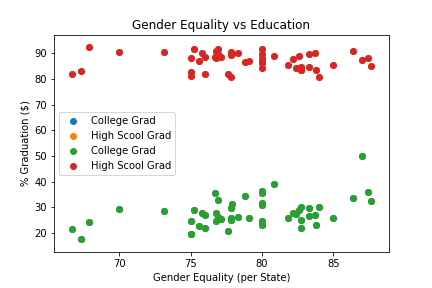 Gender Equality vs Education
% Graduation ($)
90
80
70
60
50
40
30
20
College Grad
High Scool Grad
College Grad
High Scool Grad
70
75
80
85
Gender Equality (per State)